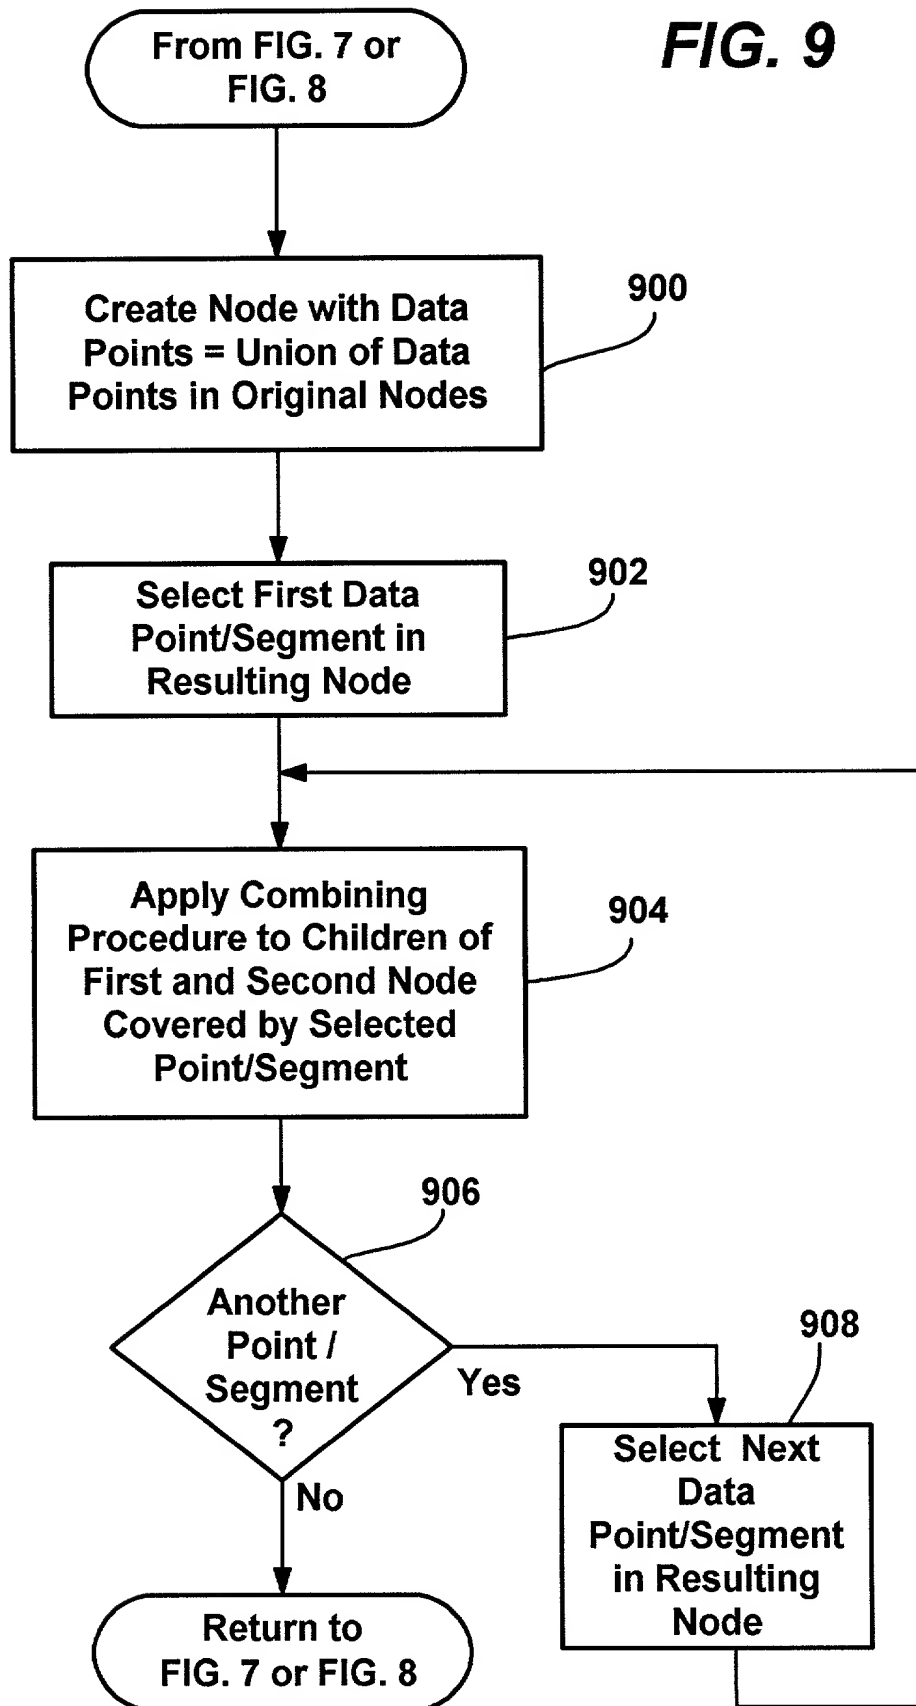 From FIG. 7 or
FIG. 8
FIG. 9
Create Node with Data
Points = Union of Data
Points in Original Nodes
900
Select First Data
Point/Segment in
Resulting Node
902
Apply Combining
Procedure to Children of
First and Second Node
Covered by Selected
Point/Segment
904
906
Another
Point /
Segment
?
Yes
No
908
Select Next
Data
Point/Segment
in Resulting
Node
Return to
FIG. 7 or FIG. 8